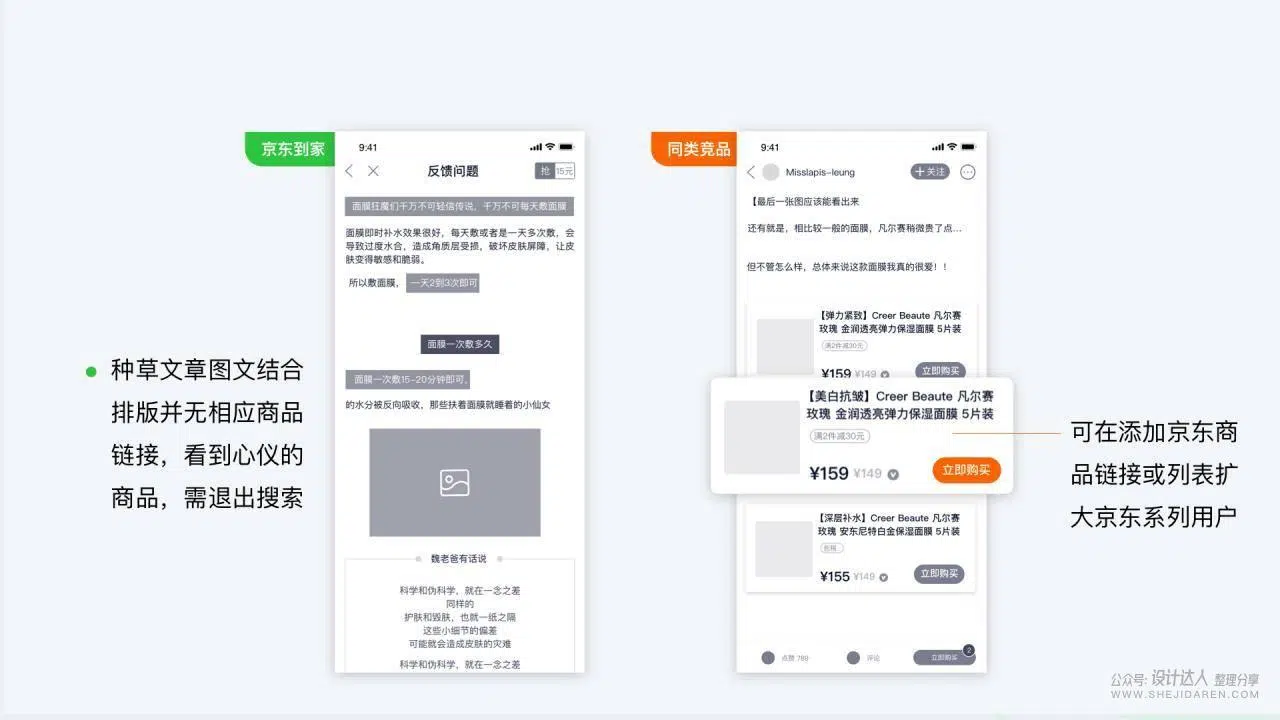 京东到家
9:41
反馈问题
抢 15元
面膜狂魔们千万不可轻信传说，千万不可每天敷面膜
面膜即时补水效果很好，每天敷或者是一天多次敷，会
导致过度水合，造成角质层受损，破坏皮肤屏障，让皮
肤变得敏感和脆弱。
所以敷面膜，一天2到3次即可
面膜一次敷多久
面膜一次敷15-20分钟即可，
的水分被反向吸收，那些扶着面膜就睡着的小仙女
魏老爸有话说
科学和伪科学，就在一念之差
同样的
护肤和毁肤，也就一纸之隔
这些小细节的偏差
可能就会造成皮肤的灾难
科学和伪科学，就在一念之差
种草文章图文结合
排版并无相应商品
链接，看到心仪的
商品，需退出搜索
同类竞品
9:41
Misslapis-leung
+关注
【最后一张图应该能看出来
还有就是，相比较一般的面膜，凡尔赛稍微贵了点...
但不管怎么样，总体来说这款面膜我真的很爱！！
【弹力紧致】Creer Beaute 凡尔赛
玫瑰 金润透亮弹力保湿面膜 5片装
满2件减30元
¥159 ¥149 立即购买
【美白抗皱】Creer Beaute 凡尔赛
玫瑰 金润透亮弹力保湿面膜 5片装
满2件减30元
¥159 ¥149 立即购买
【深层补水】Creer Beaute 凡尔赛
玫瑰 安东尼特白金保湿面膜 5片装
¥155 ¥149 立即购买
点赞 789 评论 立即购买 2
可在添加京东商
品链接或列表扩
大京东系列用户
公众号: 设计达人 整理分享
WWW.SHEJIDAREN.COM